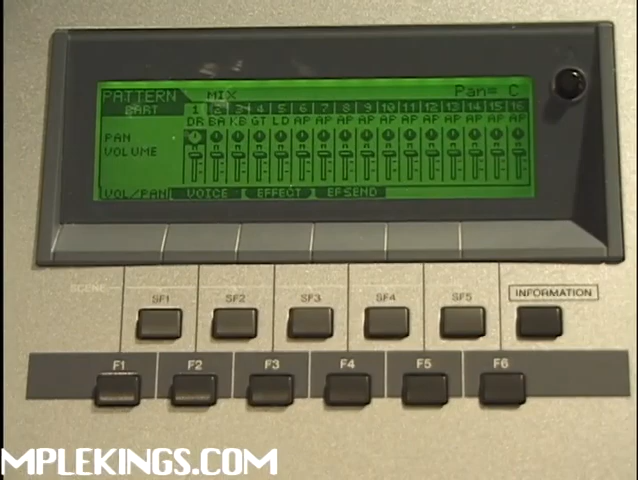 PATTERN MIX Pan= C
PART 1 2 3 4 5 6 7 8 9 10 11 12 13 14 15 16
DR BA KB GT LD AP AP AP AP AP AP AP AP AP AP AP
PAN
VOLUME
VOL/PAN VOICE EFFECT EFSEND
SCENE
SF1 SF2 SF3 SF4 SF5 INFORMATION
F1 F2 F3 F4 F5 F6
MPLEKINGS.COM